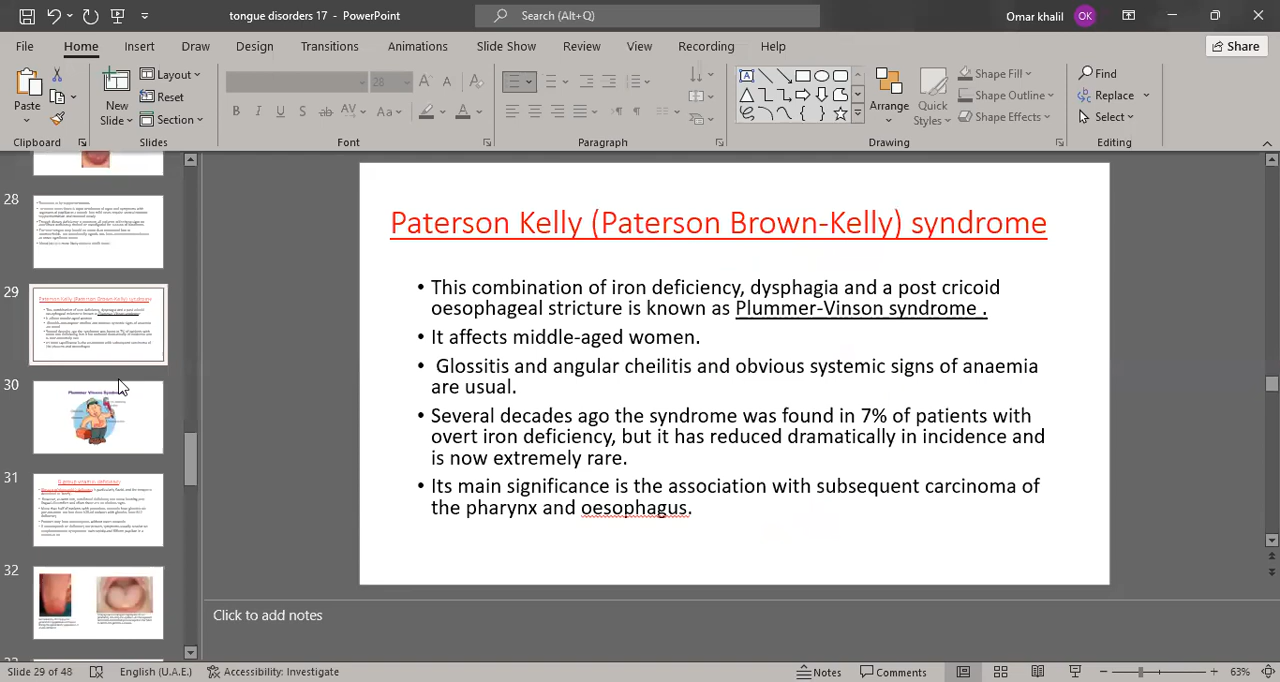 tongue disorders 17 - PowerPoint
Search (Alt+Q)
Omar khalil
OK
File
Home
Insert
Draw
Design
Transitions
Animations
Slide Show
Review
View
Recording
Help
Share
Paste
New
Slide
Layout
Reset
Section
28
Shape Fill
Shape Outline
Shape Effects
Arrange
Quick
Styles
Find
Replace
Select
Clipboard
Slides
Font
Paragraph
Drawing
Editing
28
29
30
Plummer Vinson
31
32
Paterson Kelly (Paterson Brown-Kelly) syndrome
• This combination of iron deficiency, dysphagia and a post cricoid
oesophageal stricture is known as Plummer-Vinson syndrome .
• It affects middle-aged women.
• Glossitis and angular cheilitis and obvious systemic signs of anaemia
are usual.
• Several decades ago the syndrome was found in 7% of patients with
overt iron deficiency, but it has reduced dramatically in incidence and
is now extremely rare.
• Its main significance is the association with subsequent carcinoma of
the pharynx and oesophagus.
Click to add notes
Slide 29 of 48
English (U.A.E.)
Accessibility: Investigate
Notes
Comments
63%